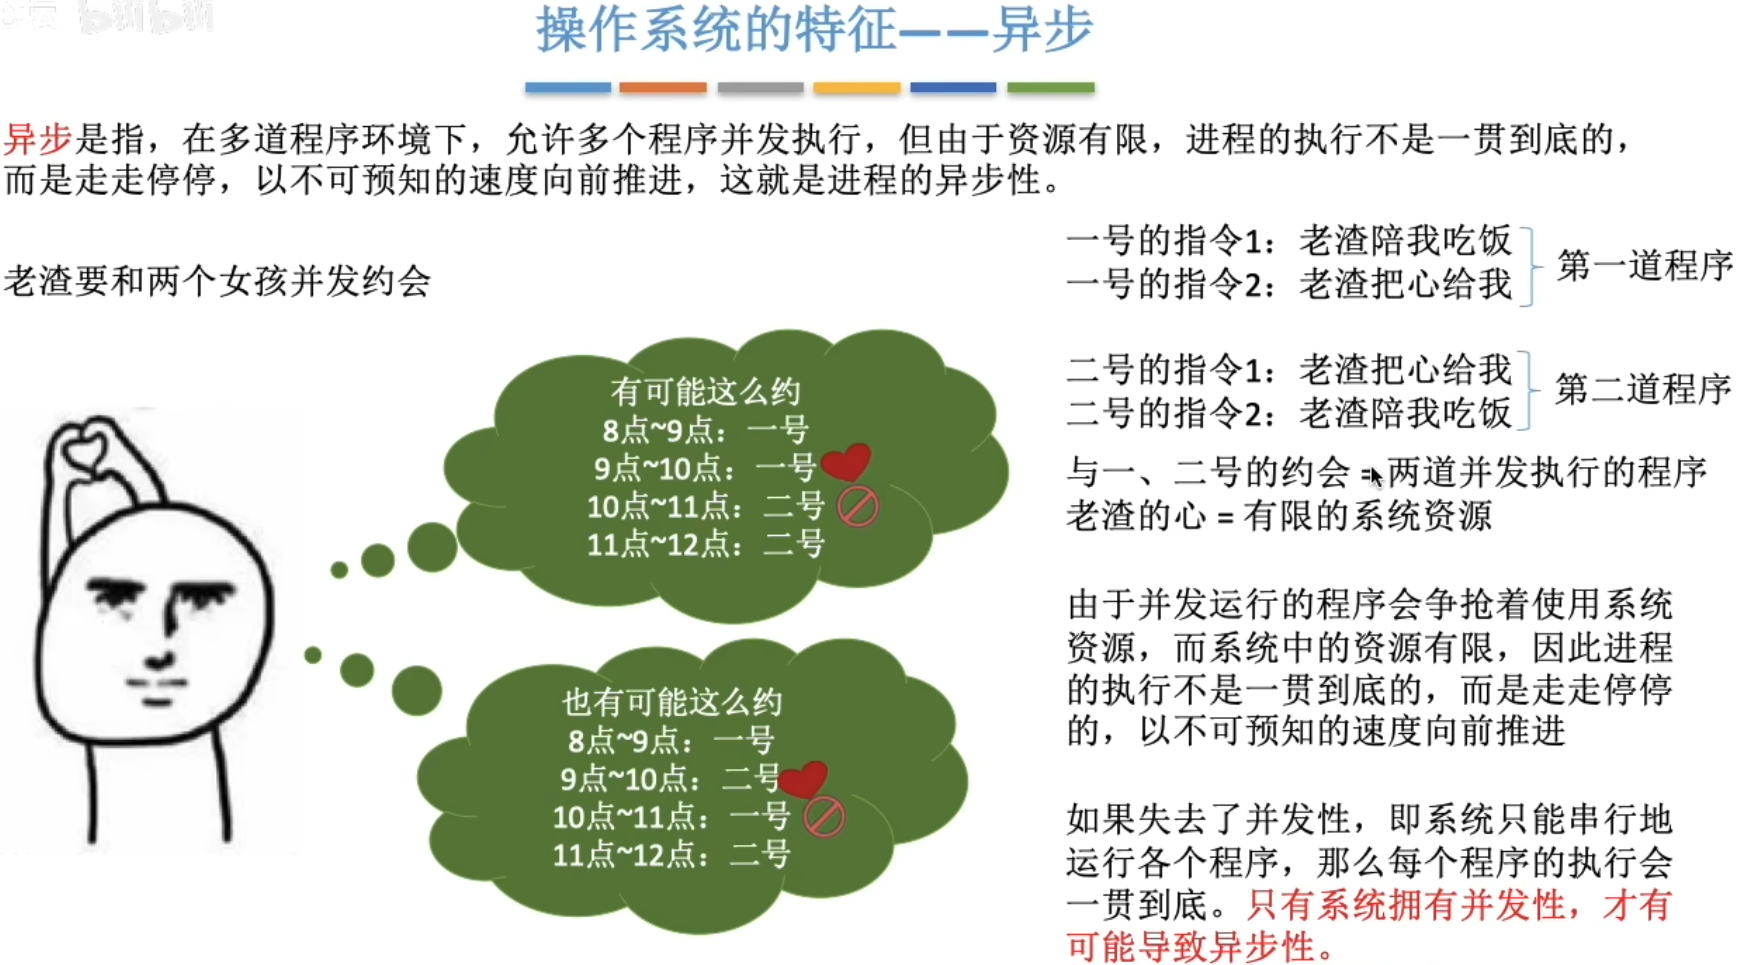 操作系统的特征——异步
异步是指，在多道程序环境下，允许多个程序并发执行，但由于资源有限，进程的执行不是一贯到底的，
而是走走停停，以不可预知的速度向前推进，这就是进程的异步性。
老渣要和两个女孩并发约会
有可能这么约
8点~9点：一号
9点~10点：一号
10点~11点：二号
11点~12点：二号
也有可能这么约
8点~9点：一号
9点~10点：二号
10点~11点：一号
11点~12点：二号
一号的指令1：老渣陪我吃饭
一号的指令2：老渣把心给我
第一道程序
二号的指令1：老渣把心给我
二号的指令2：老渣陪我吃饭
第二道程序
与一、二号的约会 = 两道并发执行的程序
老渣的心 = 有限的系统资源
由于并发运行的程序会争抢着使用系统
资源，而系统中的资源有限，因此进程
的执行不是一贯到底的，而是走走停停
的，以不可预知的速度向前推进
如果失去了并发性，即系统只能串行地
运行各个程序，那么每个程序的执行会
一贯到底。只有系统拥有并发性，才有
可能导致异步性。